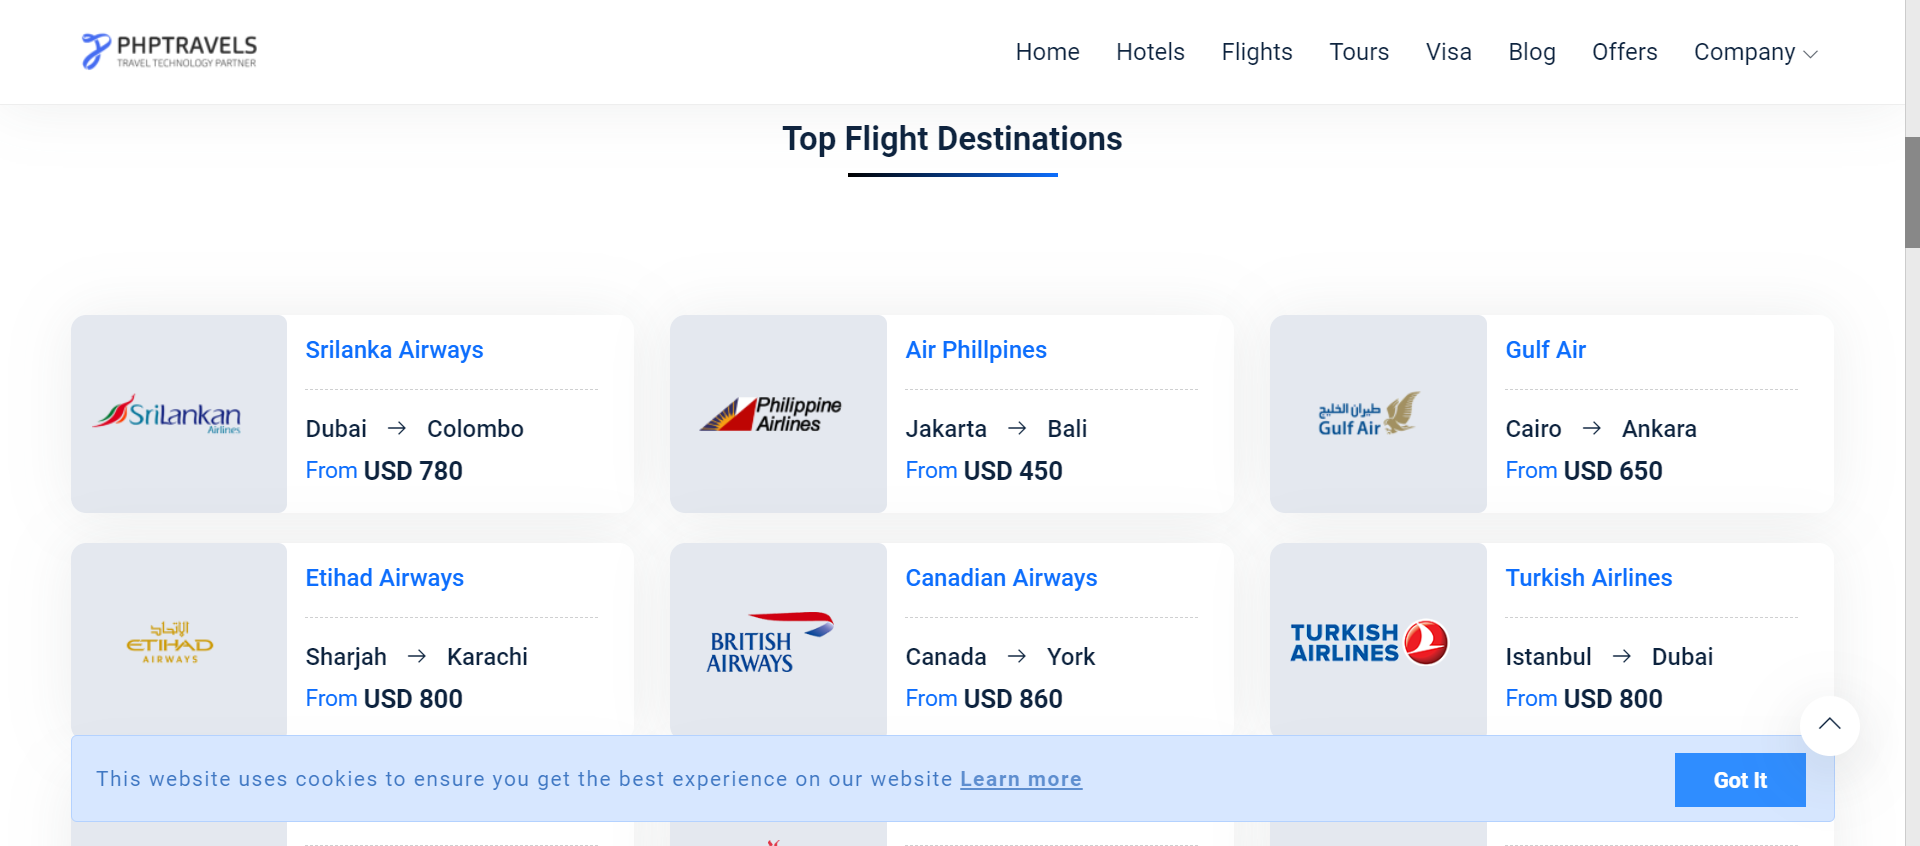 PHPTRAVELS
TRAVEL TECHNOLOGY PARTNER
Home Hotels Flights Tours Visa Blog Offers Company
Top Flight Destinations
SriLankan
Airlines
Srilanka Airways
Dubai → Colombo
From USD 780
Philippine
Airlines
Air Phillpines
Jakarta → Bali
From USD 450
طيران الخليج
Gulf Air
Gulf Air
Cairo → Ankara
From USD 650
الإتحاد
ETIHAD
AIRWAYS
Etihad Airways
Sharjah → Karachi
From USD 800
BRITISH
AIRWAYS
Canadian Airways
Canada → York
From USD 860
TURKISH
AIRLINES
Turkish Airlines
Istanbul → Dubai
From USD 800
This website uses cookies to ensure you get the best experience on our website Learn more
Got It